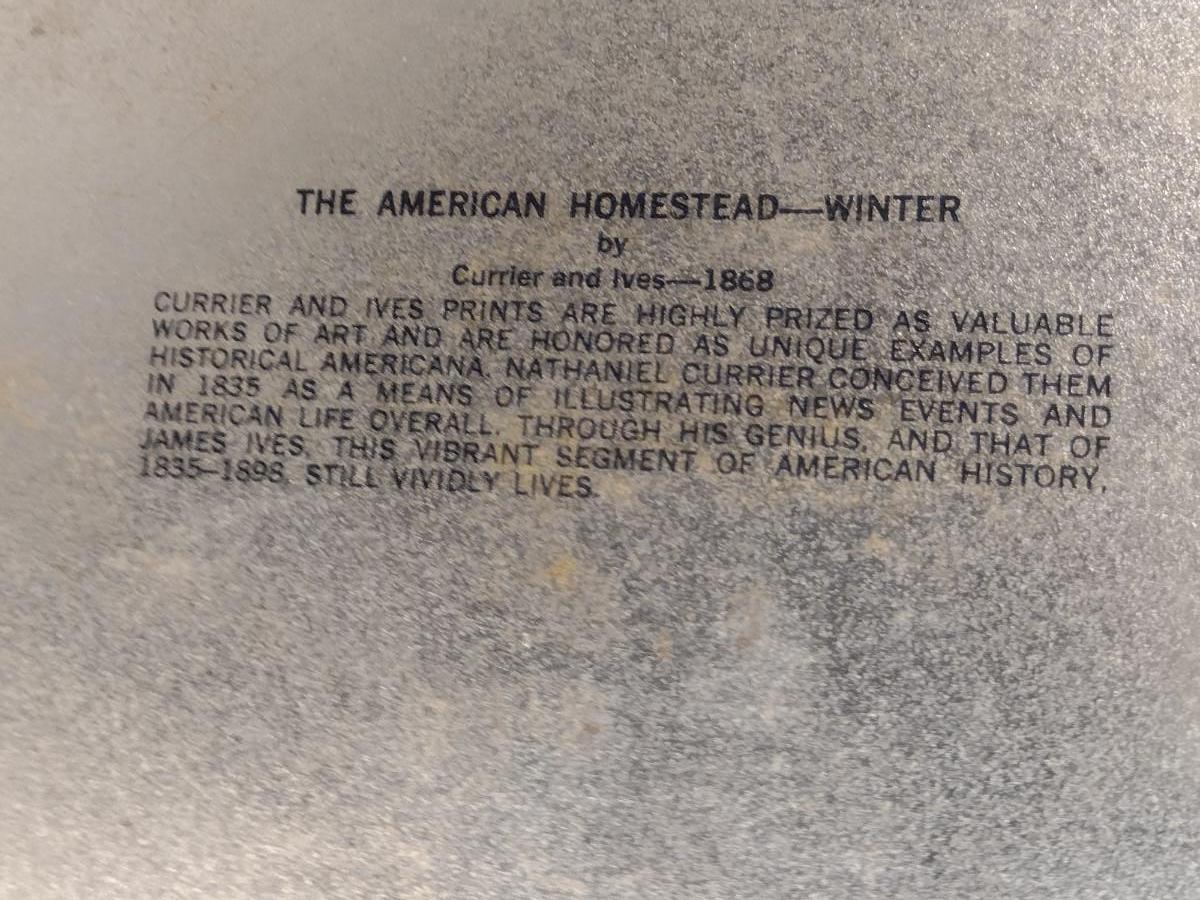 THE AMERICAN HOMESTEAD—WINTER
by
Currier and Ives—1868
CURRIER AND IVES PRINTS ARE HIGHLY PRIZED AS VALUABLE
WORKS OF ART AND ARE HONORED AS UNIQUE EXAMPLES OF
HISTORICAL AMERICANA. NATHANIEL CURRIER CONCEIVED THEM
IN 1835 AS A MEANS OF ILLUSTRATING NEWS EVENTS AND
AMERICAN LIFE OVERALL. THROUGH HIS GENIUS, AND THAT OF
JAMES IVES, THIS VIBRANT SEGMENT OF AMERICAN HISTORY,
1835–1898, STILL VIVIDLY LIVES.